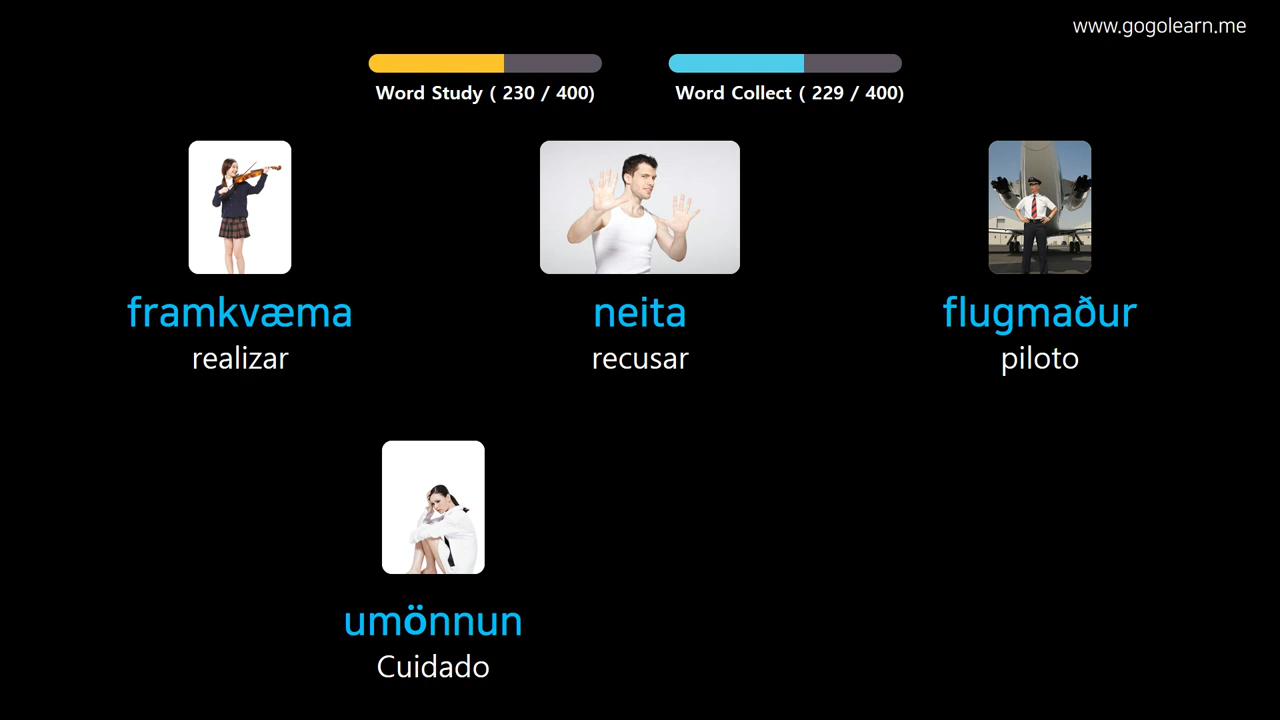 www.gogolearn.me
Word Study ( 230 / 400)
Word Collect ( 229 / 400)
framkvæma
realizar
neita
recusar
flugmaður
piloto
umönnun
Cuidado